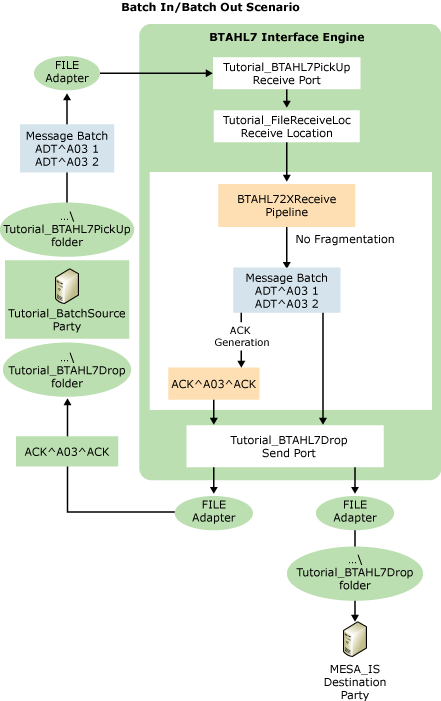 Batch In/Batch Out Scenario
BTAHL7 Interface Engine
FILE
Adapter
Tutorial_BTAHL7PickUp
Receive Port
Tutorial_FileReceiveLoc
Receive Location
Message Batch
ADT^A03 1
ADT^A03 2
BTAHL72XReceive
Pipeline
...\
Tutorial_BTAHL7PickUp
folder
No Fragmentation
Message Batch
ADT^A03 1
ADT^A03 2
Tutorial_BatchSource
Party
ACK
Generation
...\
Tutorial_BTAHL7Drop
folder
ACK^A03^ACK
ACK^A03^ACK
Tutorial_BTAHL7Drop
Send Port
FILE
Adapter
FILE
Adapter
...\
Tutorial_BTAHL7Drop
folder
MESA_IS
Destination
Party